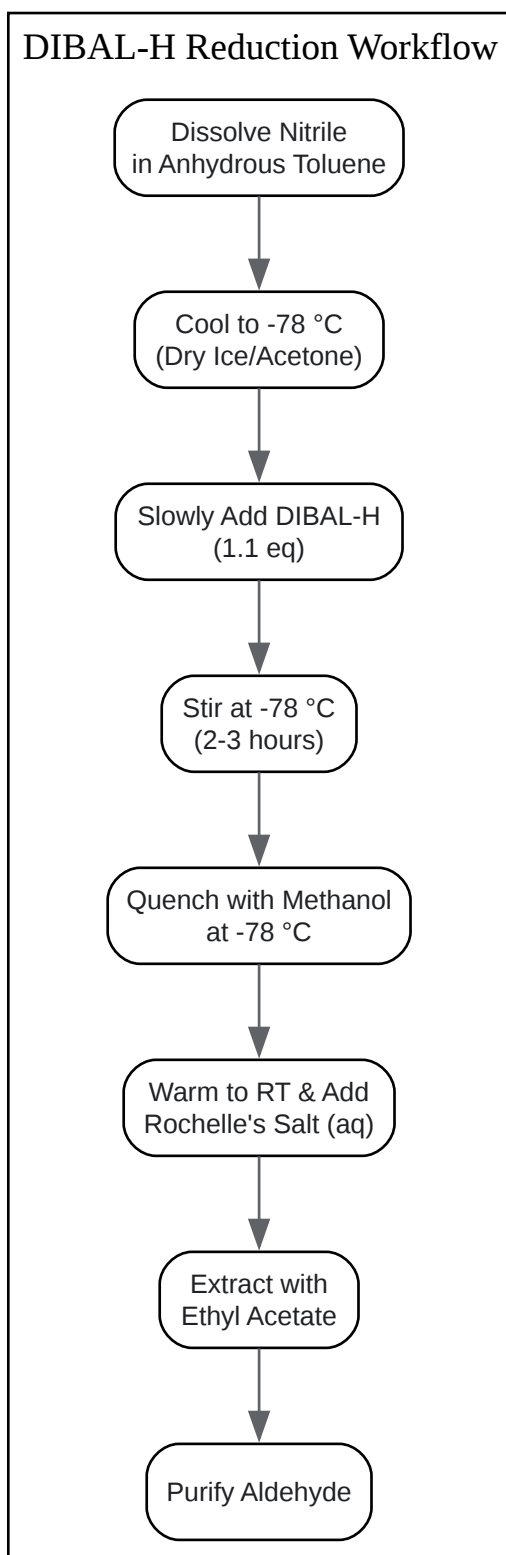 DIBAL-H Reduction Workflow
Dissolve Nitrile
in Anhydrous Toluene
Cool to -78 °C
(Dry Ice/Acetone)
Slowly Add DIBAL-H
(1.1 eq)
Stir at -78 °C
(2-3 hours)
Quench with Methanol
at -78 °C
Warm to RT & Add
Rochelle's Salt (aq)
Extract with
Ethyl Acetate
Purify Aldehyde